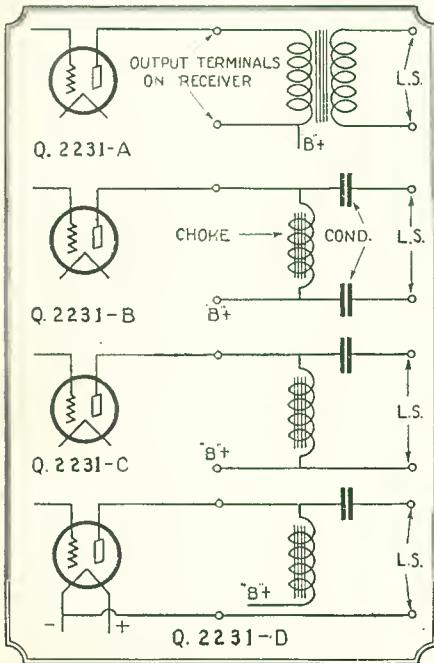 OUTPUT TERMINALS
ON RECEIVER
L.S.
"B"+
Q. 2231-A
CHOKE
COND.
L.S.
"B"+
Q. 2231-B
L.S.
"B"+
Q. 2231-C
L.S.
"B"+
- +
Q. 2231-D